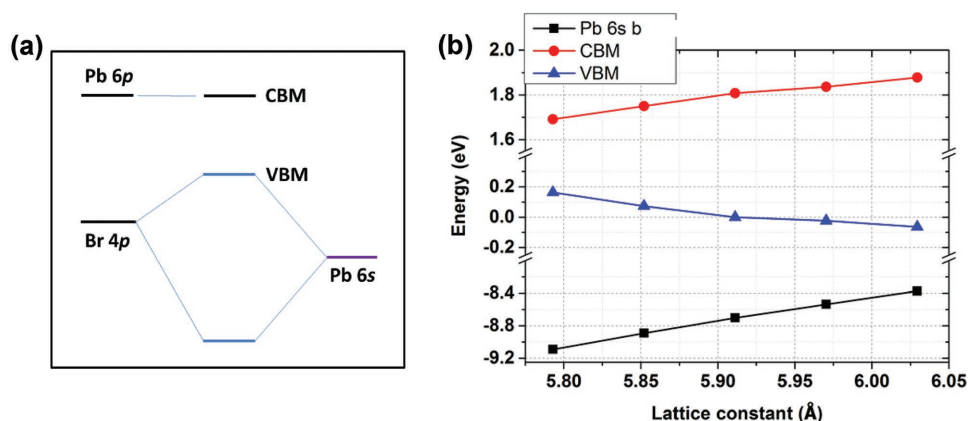 (a)
Pb 6p
CBM
VBM
Br 4p
Pb 6s
(b)
Pb 6s b
CBM
VBM
2.0
1.8
1.6
0.2
0.0
-0.2
-8.4
-8.8
-9.2
Energy (eV)
5.80 5.85 5.90 5.95 6.00 6.05
Lattice constant (Å)